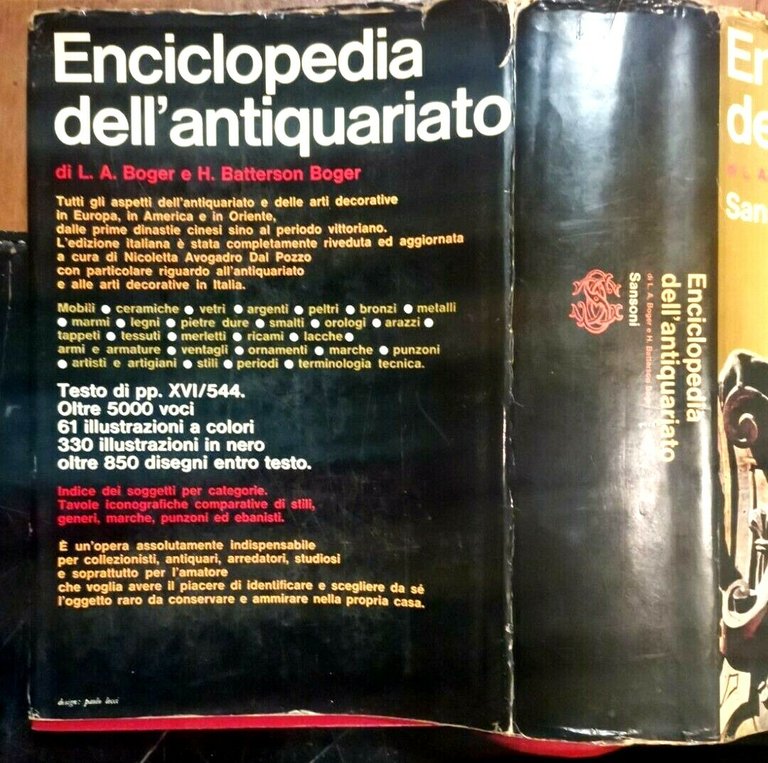 Enciclopedia
dell'antiquariato
di L. A. Boger e H. Batterson Boger
Tutti gli aspetti dell'antiquariato e delle arti decorative
in Europa, in America e in Oriente,
dalle prime dinastie cinesi sino al periodo vittoriano.
L'edizione italiana è stata completamente riveduta ed aggiornata
a cura di Nicoletta Avogadro Dal Pozzo
con particolare riguardo all'antiquariato
e alle arti decorative in Italia.
Mobili ● ceramiche ● vetri ● argenti ● peltri ● bronzi ● metalli
● marmi ● legni ● pietre dure ● smalti ● orologi ● arazzi ●
tappeti ● tessuti ● merletti ● ricami ● lacche ●
armi e armature ● ventagli ● ornamenti ● marche ● punzoni
● artisti e artigiani ● stili ● periodi ● terminologia tecnica.
Testo di pp. XVI/544.
Oltre 5000 voci
61 illustrazioni a colori
330 illustrazioni in nero
oltre 850 disegni entro testo.
Indice dei soggetti per categorie.
Tavole iconografiche comparative di stili,
generi, marche, punzoni ed ebanisti.
È un'opera assolutamente indispensabile
per collezionisti, antiquari, arredatori, studiosi
e soprattutto per l'amatore
che voglia avere il piacere di identificare e scegliere da sé
l'oggetto raro da conservare e ammirare nella propria casa.
design: paolo
Enciclopedia
dell'antiquariato
di L. A. Boger e H. Batterson
Sansoni
En
de
L. A
San